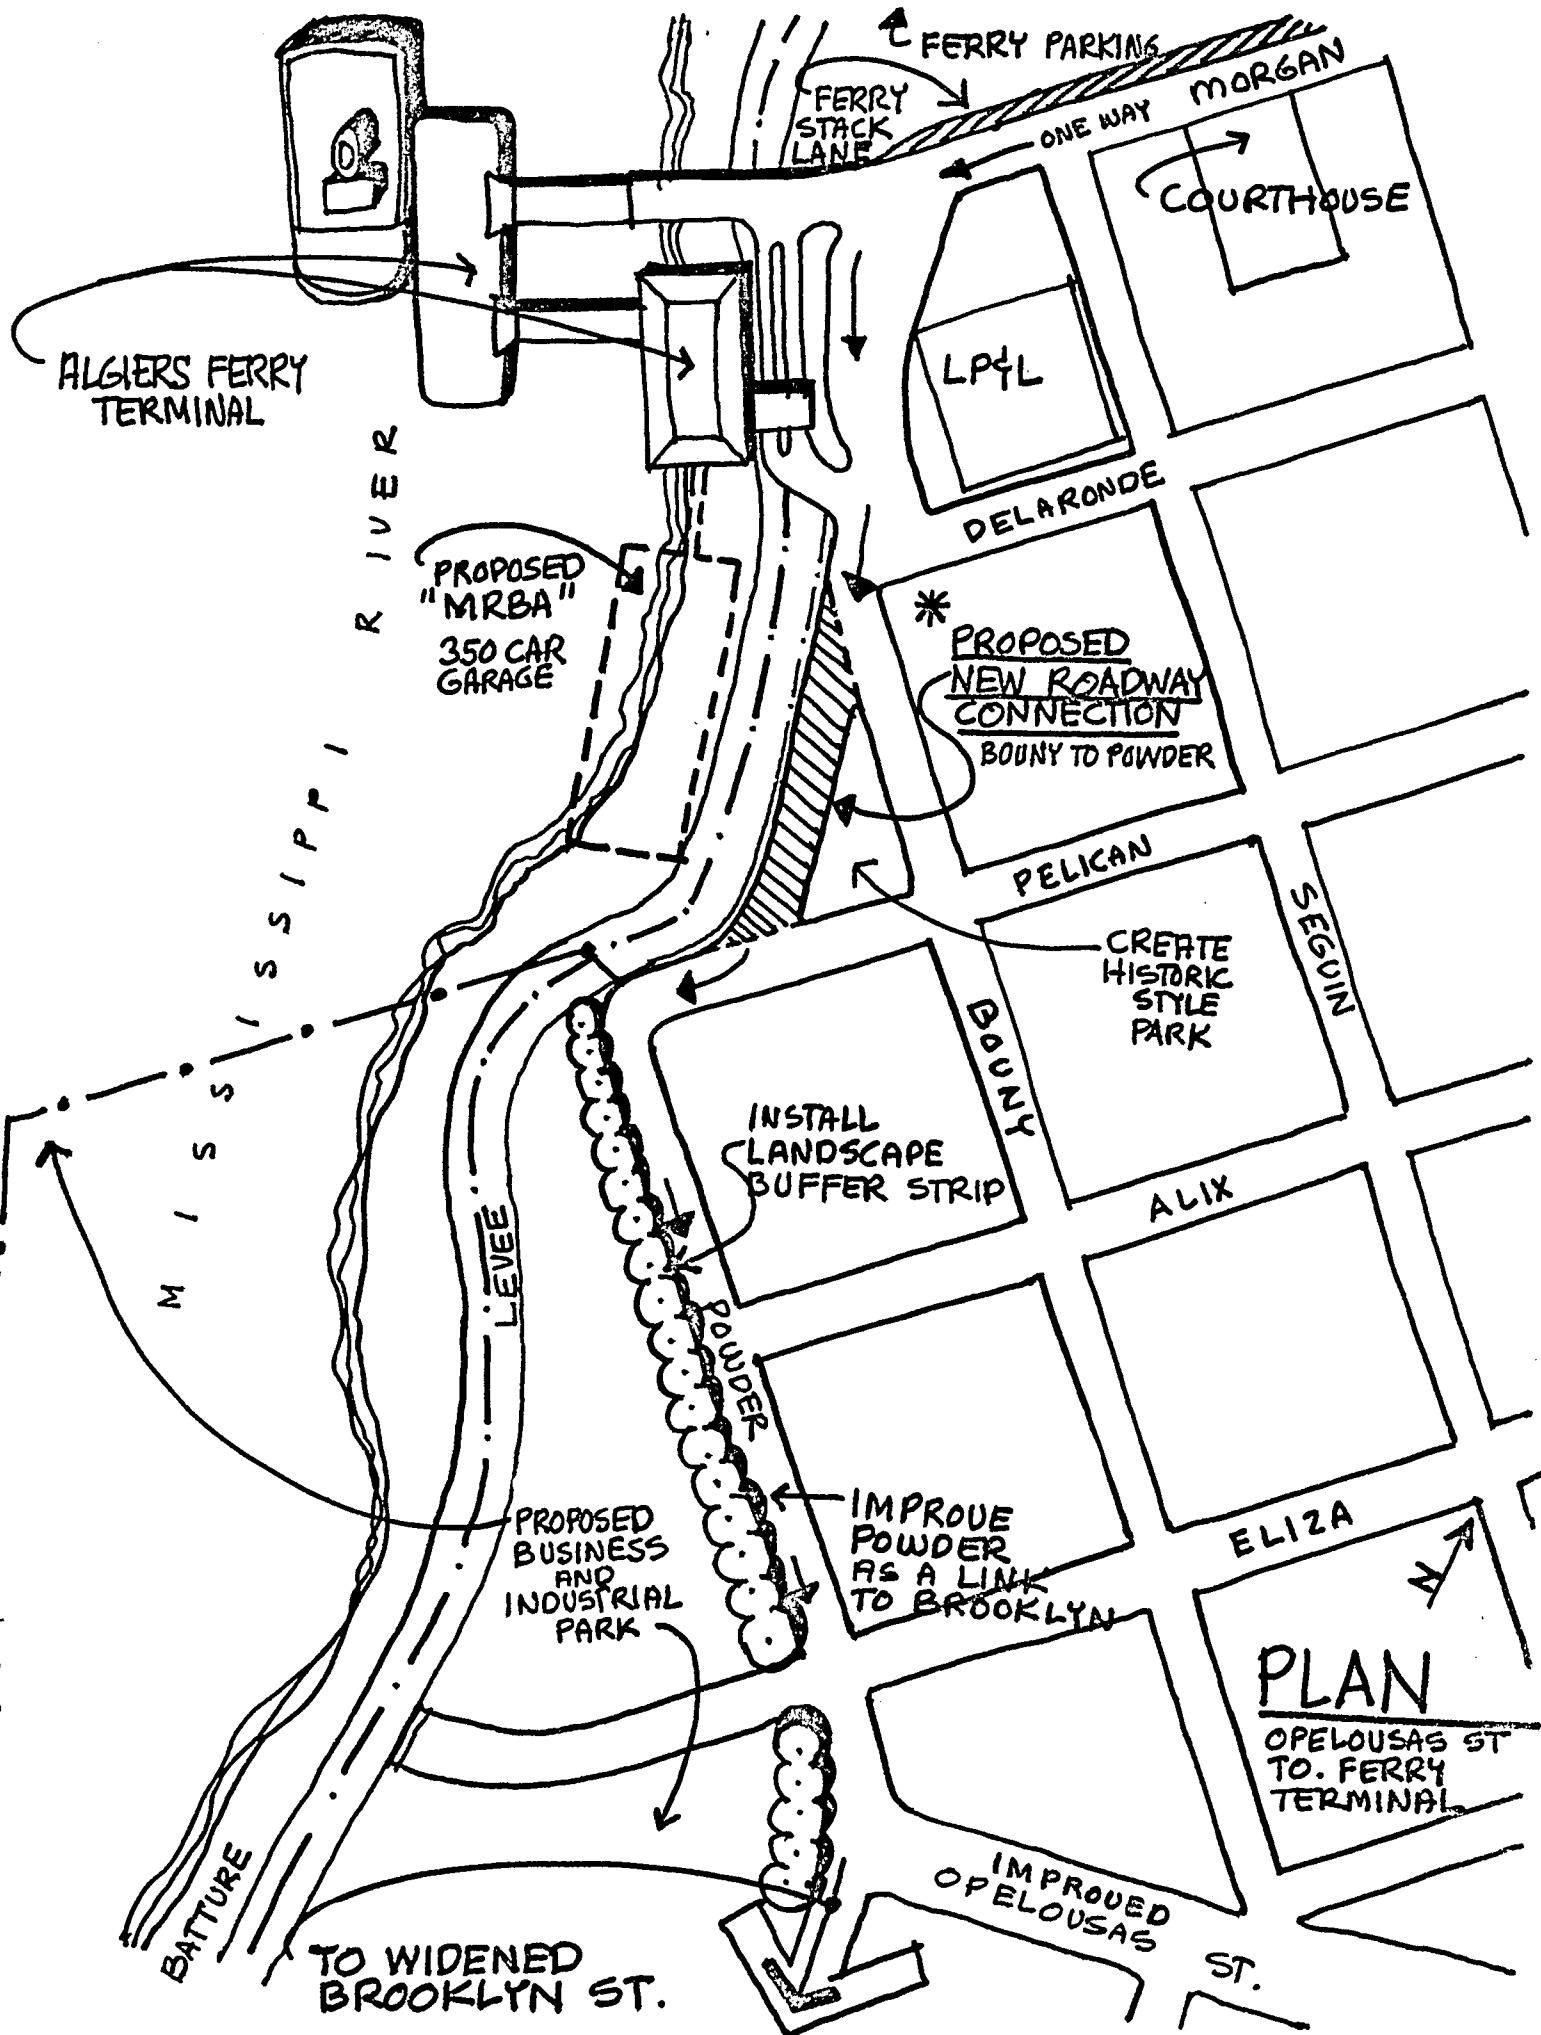 FERRY PARKING
FERRY
STACK
LANE
MORGAN
ONE WAY
COURTHOUSE
LP&L
ALGIERS FERRY
TERMINAL
DELARONDE
MISSISSIPPI RIVER
PROPOSED
"MRBA"
350 CAR
GARAGE
*
PROPOSED
NEW ROADWAY
CONNECTION
BOUNY TO POWDER
PELICAN
SEGUIN
CREATE
HISTORIC
STYLE
PARK
BOUNY
INSTALL
LANDSCAPE
BUFFER STRIP
ALIX
LEVEE
POWDER
PROPOSED
BUSINESS
AND
INDUSTRIAL
PARK
IMPROVE
POWDER
AS A LINK
TO BROOKLYN
ELIZA
N
PLAN
OPELOUSAS ST
TO. FERRY
TERMINAL
BATTURE
IMPROVED
OPELOUSAS ST.
TO WIDENED
BROOKLYN ST.